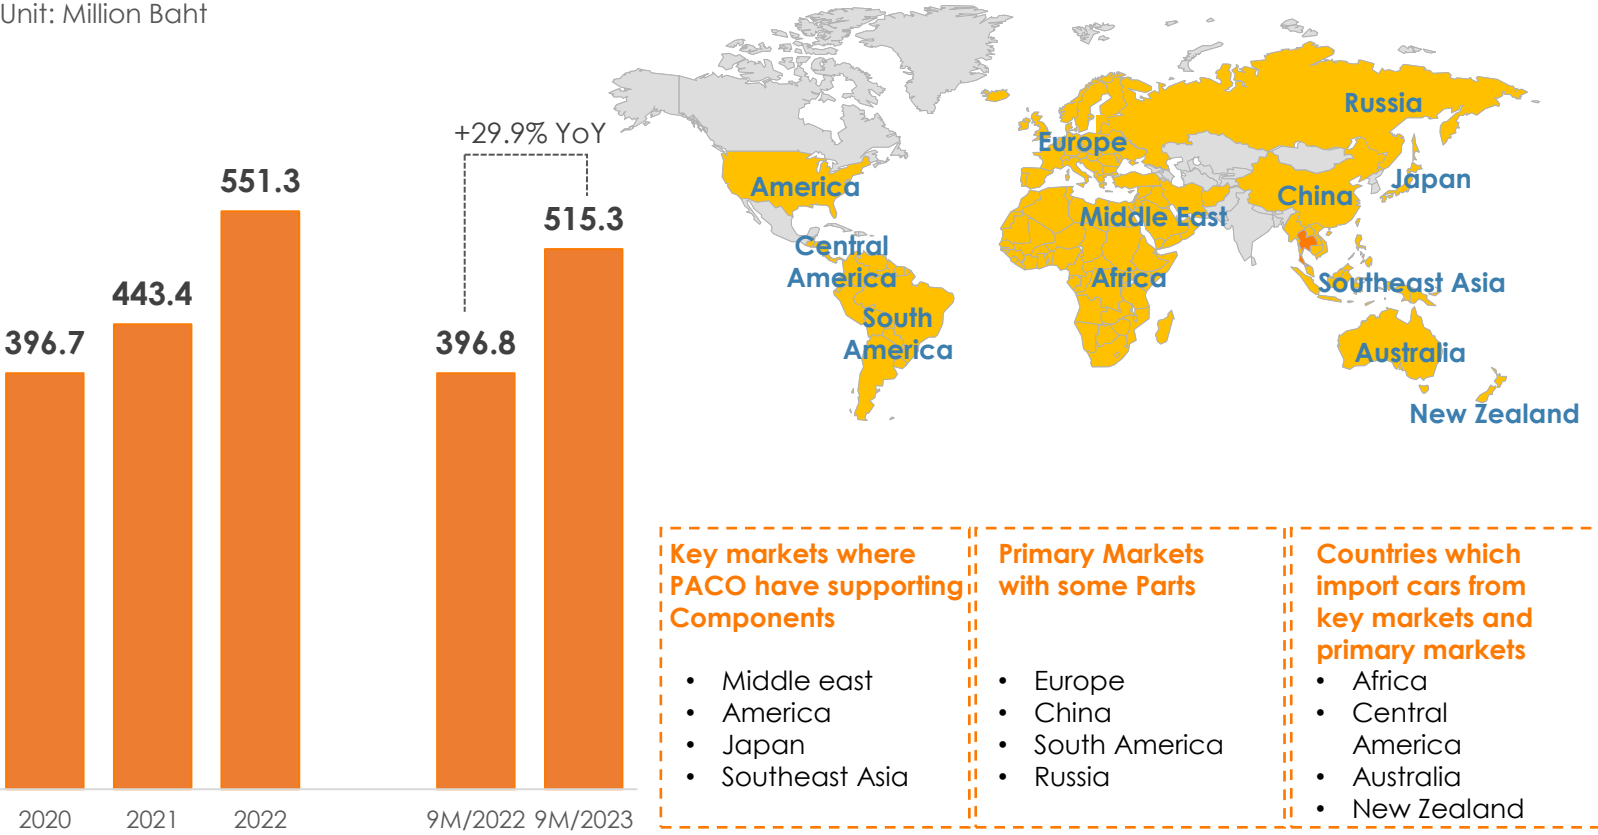 Unit: Million Baht
+29.9% YoY
551.3
515.3
443.4
396.7
396.8
2020
2021
2022
9M/2022
9M/2023
Russia
Europe
America
Japan
China
Middle East
Central
America
Africa
Southeast Asia
South
America
Australia
New Zealand
Key markets where
PACO have supporting
Components
• Middle east
• America
• Japan
• Southeast Asia
Primary Markets
with some Parts
• Europe
• China
• South America
• Russia
Countries which
import cars from
key markets and
primary markets
• Africa
• Central
America
• Australia
• New Zealand